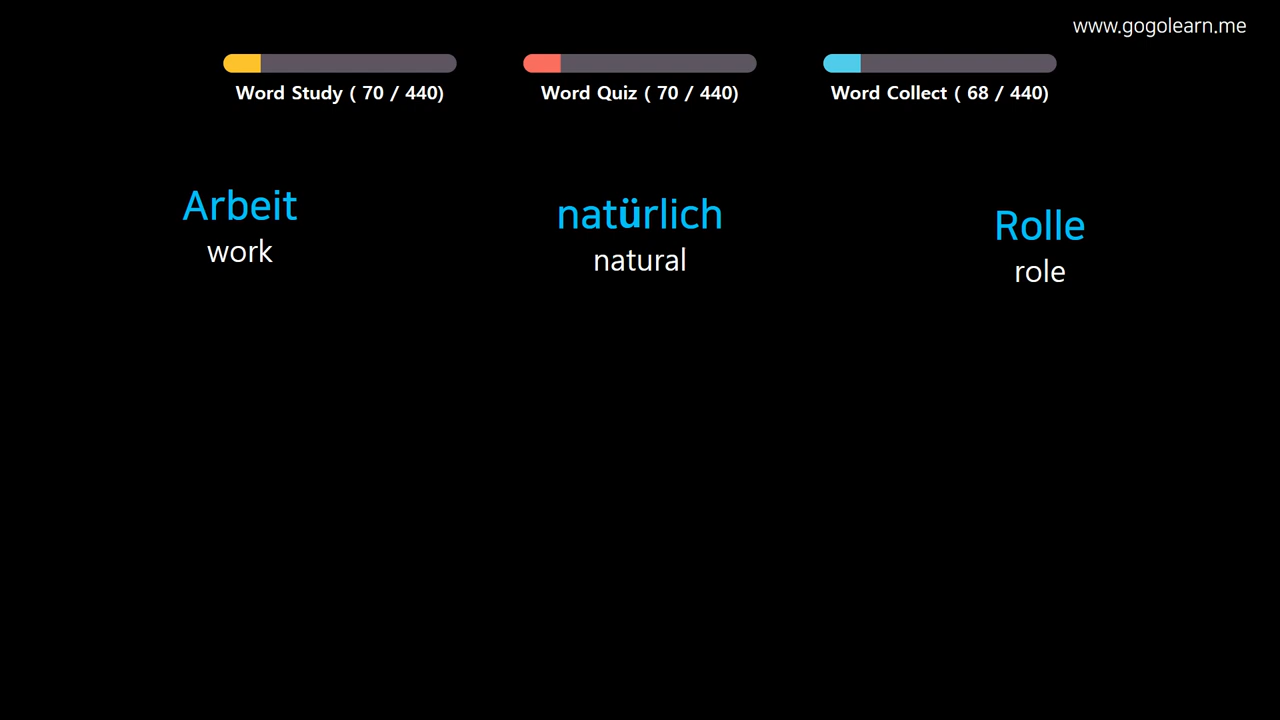 www.gogolearn.me
Word Study ( 70 / 440)
Word Quiz ( 70 / 440)
Word Collect ( 68 / 440)
Arbeit
work
natürlich
natural
Rolle
role